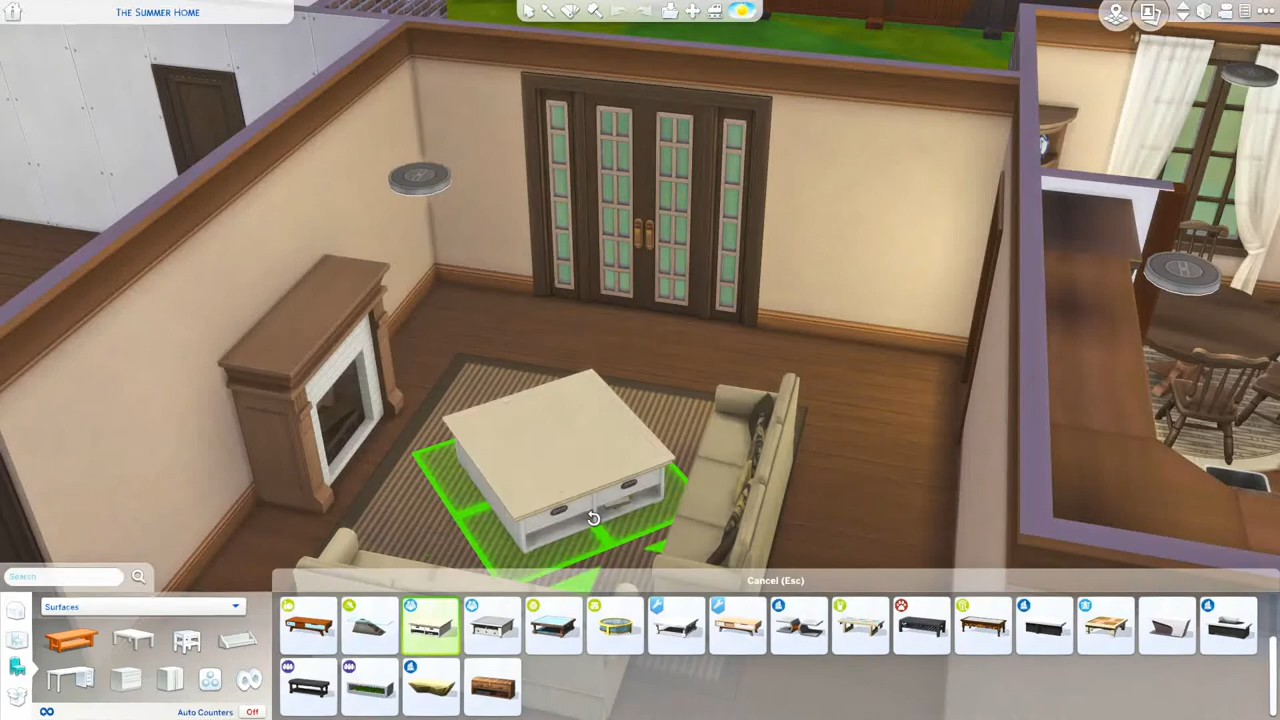 THE SUMMER HOME
Cancel (Esc)
Search
Surfaces
Auto Counters
Off